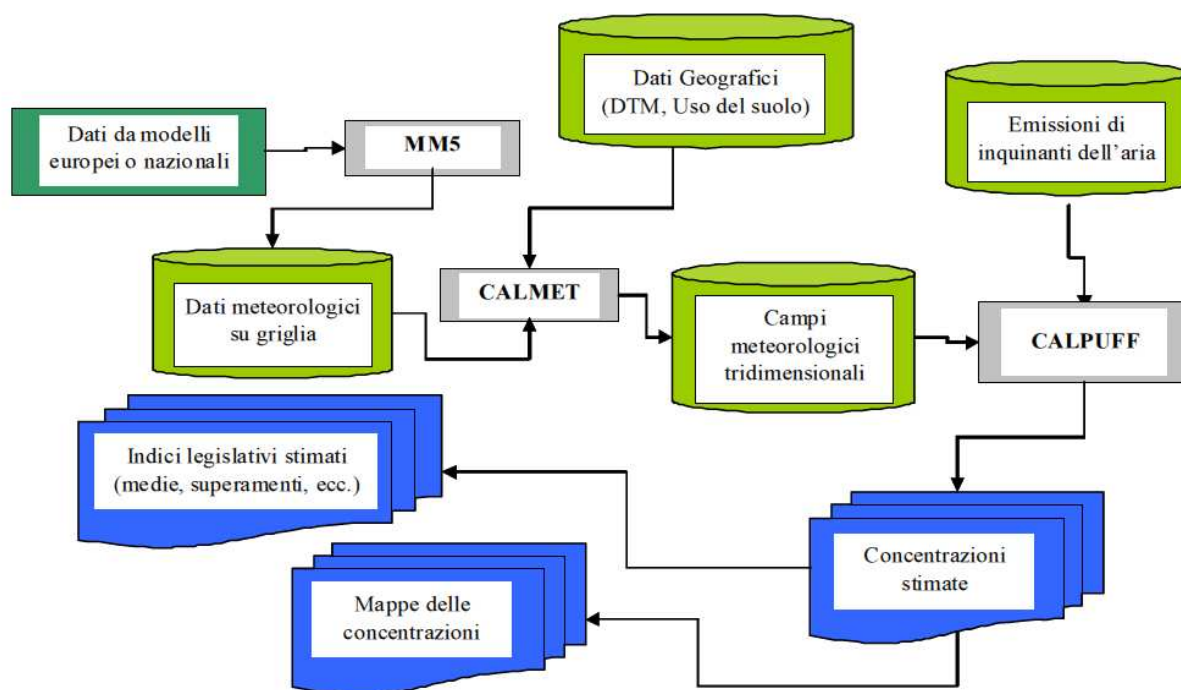 Dati Geografici
(DTM, Uso del suolo)
Emissioni di
inquinanti dell'aria
Dati da modelli
europei o nazionali
MM5
Dati meteorologici
su griglia
CALMET
Campi
meteorologici
tridimensionali
CALPUFF
Indici legislativi stimati
(medie, superamenti, ecc.)
Concentrazioni
stimate
Mappe delle
concentrazioni